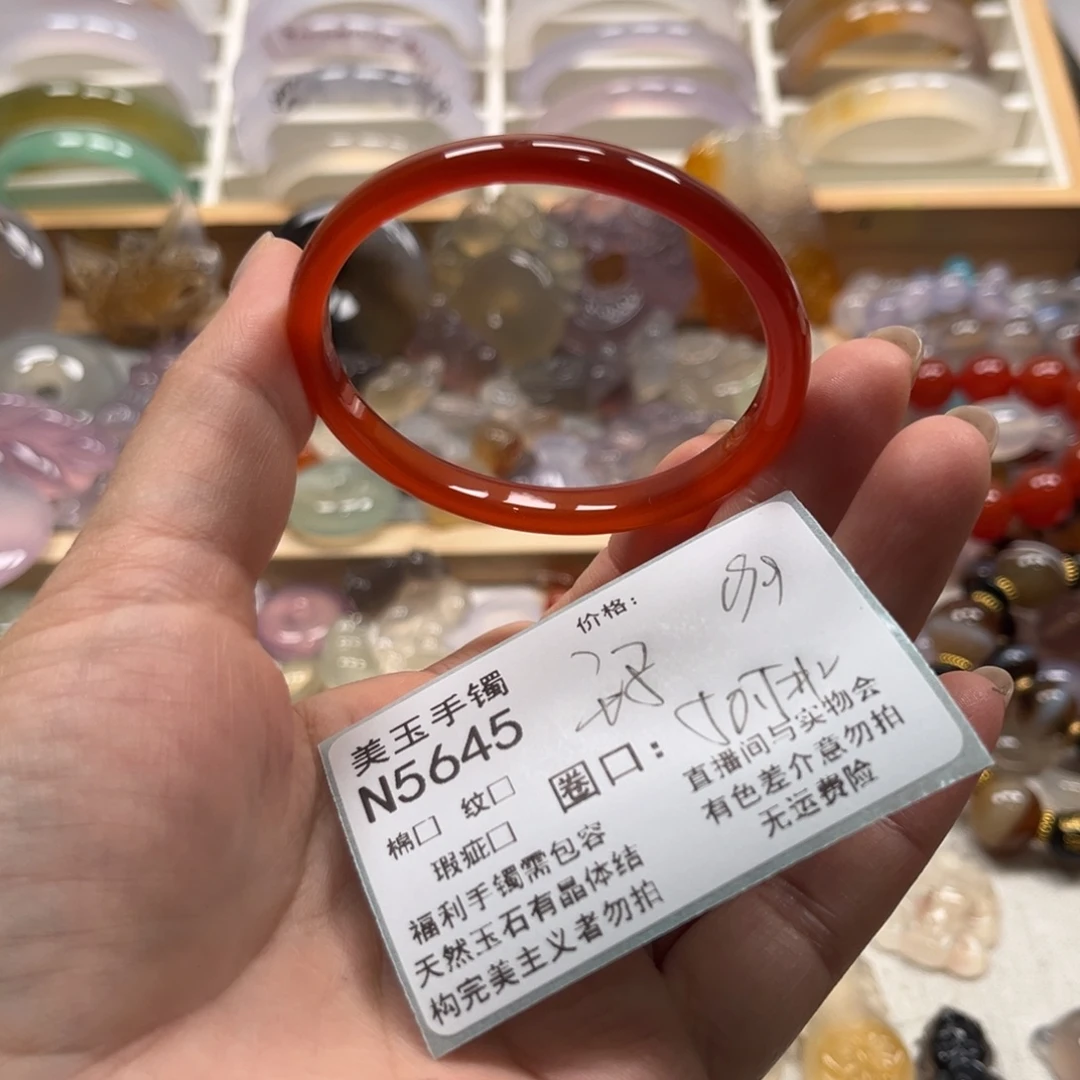 价格：
美玉手镯
N5645
棉□ 纹□
瑕疵□
圈口：
直播间与实物会
有色差介意勿拍
无运费险
福利手镯需包容
天然玉石有晶体结
构完美主义者勿拍